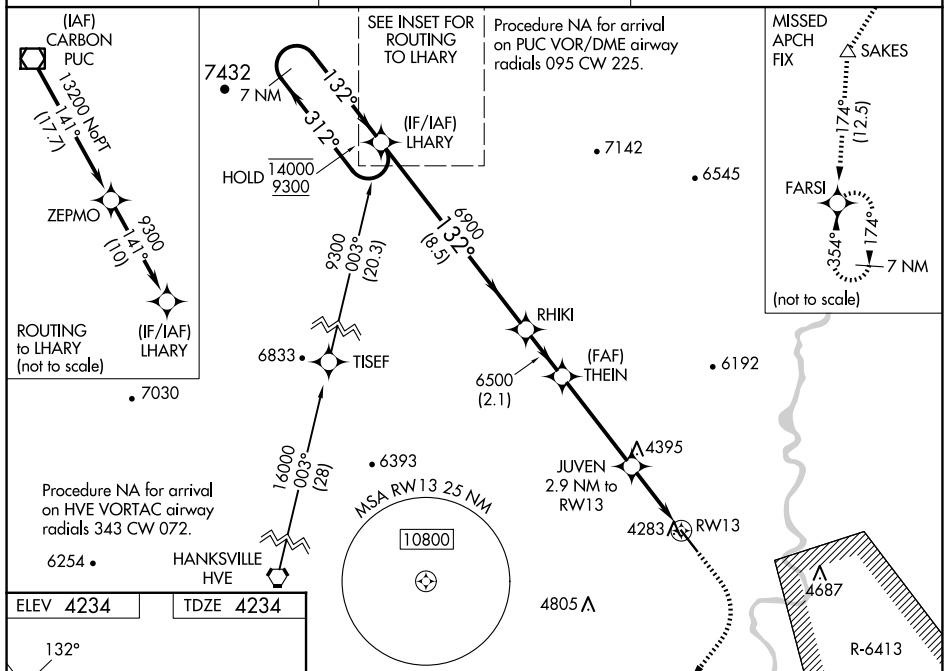 (IAF)
CARBON
PUC
13200 NoPT
141°
(17.7)
ZEPMO
9300
141°
(10)
(IF/IAF)
LHARY
ROUTING
to LHARY
(not to scale)
7432
7 NM
132°
312°
SEE INSET FOR
ROUTING
TO LHARY
(IF/IAF)
LHARY
HOLD 14000
9300
Procedure NA for arrival
on PUC VOR/DME airway
radials 095 CW 225.
7142
6545
MISSED
APCH
FIX
SAKES
174°
(12.5)
FARSI
354°
174°
7 NM
(not to scale)
6900
132°
(8.5)
9300
003°
(20.3)
RHIKI
6833
TISEF
(FAF)
THEIN
6500
(2.1)
6192
7030
16000
003°
(28)
6393
4395
JUVEN
2.9 NM to
RW13
4283
RW13
Procedure NA for arrival
on HVE VORTAC airway
radials 343 CW 072.
6254
HANKSVILLE
HVE
MSA RW13 25 NM
10800
4805
4687
R-6413
ELEV 4234
TDZE 4234
132°